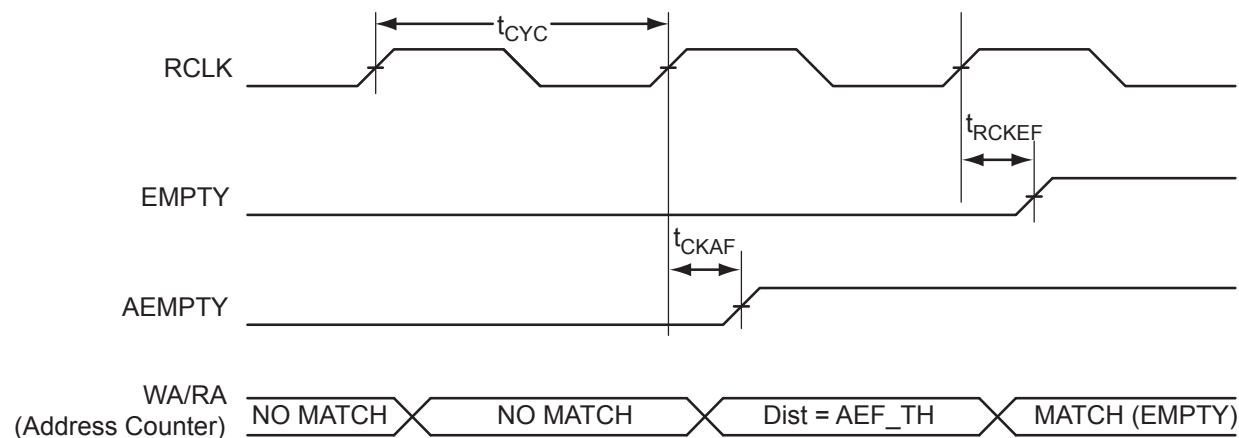 tCYC
RCLK
tRCKEF
EMPTY
tCKAF
AEMPTY
WA/RA
(Address Counter)
NO MATCH
NO MATCH
Dist = AEF_TH
MATCH (EMPTY)